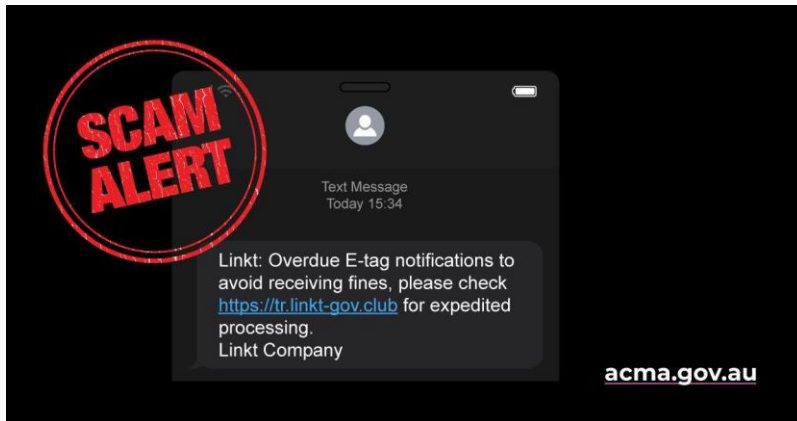 SCAM
ALERT
Text Message
Today 15:34
Linkt: Overdue E-tag notifications to
avoid receiving fines, please check
https://tr.linkt-gov.club for expedited
processing.
Linkt Company
acma.gov.au